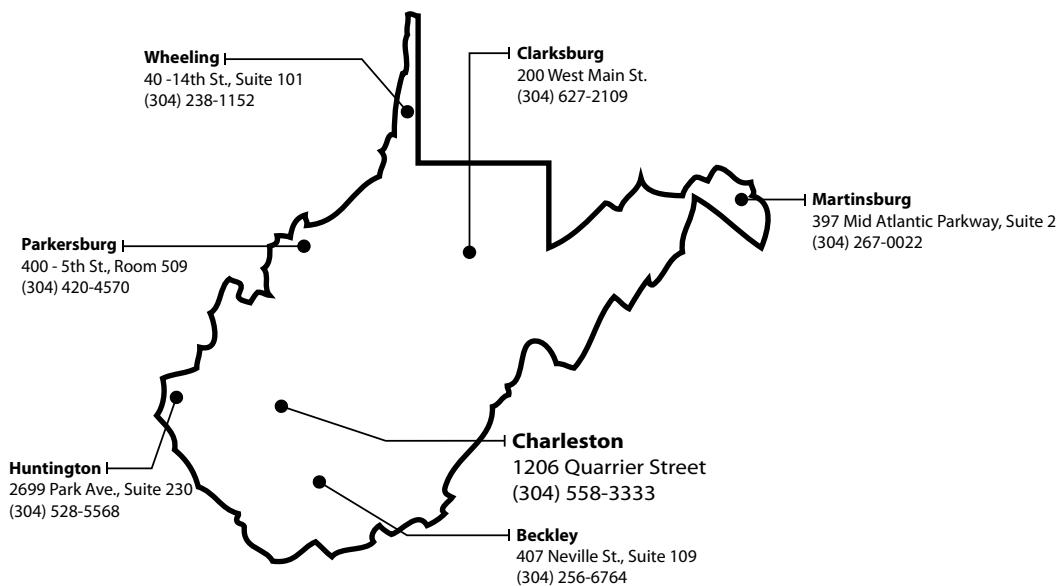 Wheeling
40 -14th St., Suite 101
(304) 238-1152
Clarksburg
200 West Main St.
(304) 627-2109
Martinsburg
397 Mid Atlantic Parkway, Suite 2
(304) 267-0022
Parkersburg
400 - 5th St., Room 509
(304) 420-4570
Charleston
1206 Quarrier Street
(304) 558-3333
Huntington
2699 Park Ave., Suite 230
(304) 528-5568
Beckley
407 Neville St., Suite 109
(304) 256-6764